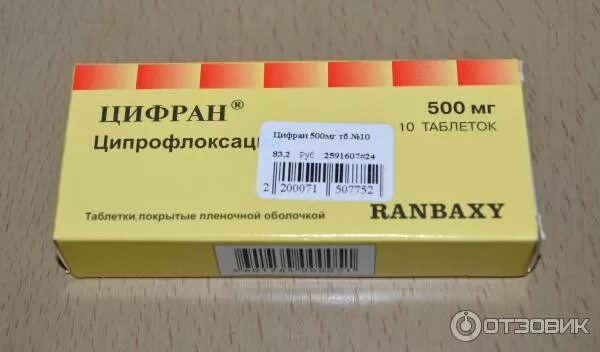 ЦИФРАН®
500 мг
10 ТАБЛЕТОК
Ципрофлоксац
Цифран 500мг тб №10
83,2 Руб 2591607#24
2 200071 507752
Таблетки, покрытые пленочной оболочкой
RANBAXY
ОТЗОВИК